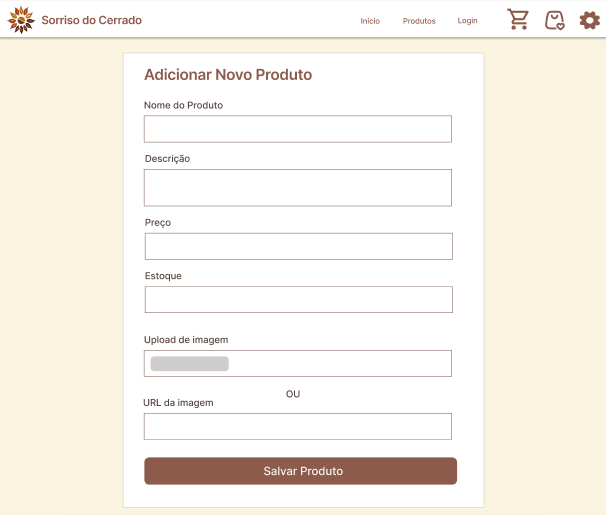 Sorriso do Cerrado
Início
Produtos
Login
Adicionar Novo Produto
Nome do Produto
Descrição
Preço
Estoque
Upload de imagem
OU
URL da imagem
Salvar Produto